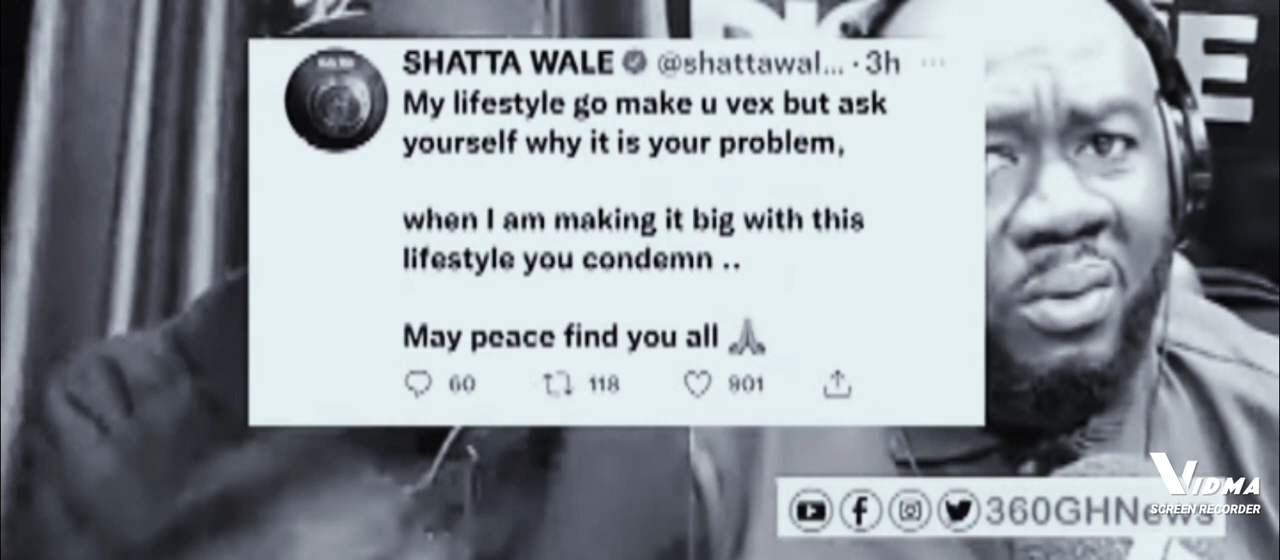 SHATTA WALE @shattawal... · 3h ...
My lifestyle go make u vex but ask
yourself why it is your problem,
when I am making it big with this
lifestyle you condemn ..
May peace find you all 🙏
60 118 901
360GHNews
VIDMA
SCREEN RECORDER